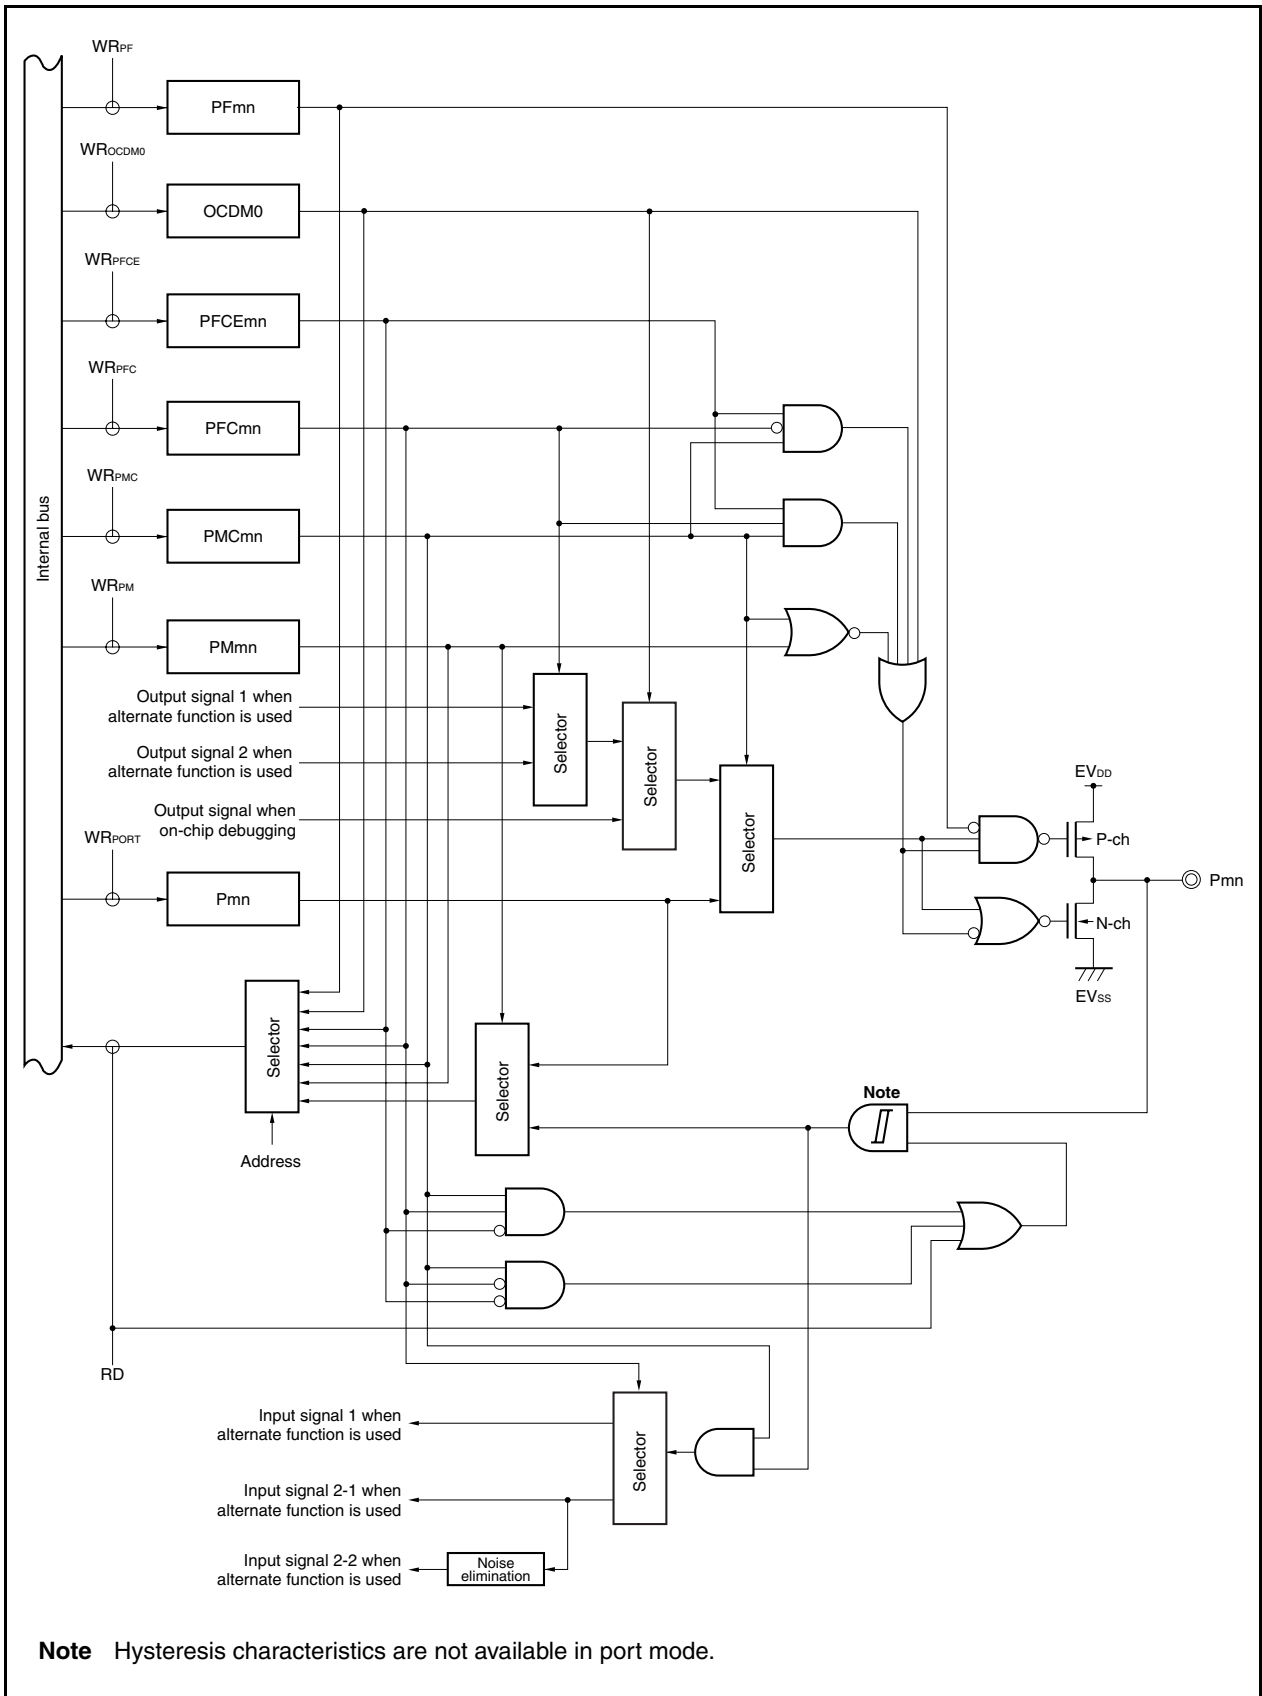 WRPF
PFmn
WROCDM0
OCDM0
WRPFCE
PFCEmn
WRPFC
PFCmn
WRPMC
PMCmn
Internal bus
WRPM
PMmn
Output signal 1 when
alternate function is used
Output signal 2 when
alternate function is used
Output signal when
on-chip debugging
Selector
Selector
Selector
WRPORT
Pmn
EVDD
P-ch
Pmn
N-ch
EVSS
Selector
Selector
Address
Note
RD
Input signal 1 when
alternate function is used
Selector
Input signal 2-1 when
alternate function is used
Input signal 2-2 when
alternate function is used
Noise
elimination
Note Hysteresis characteristics are not available in port mode.